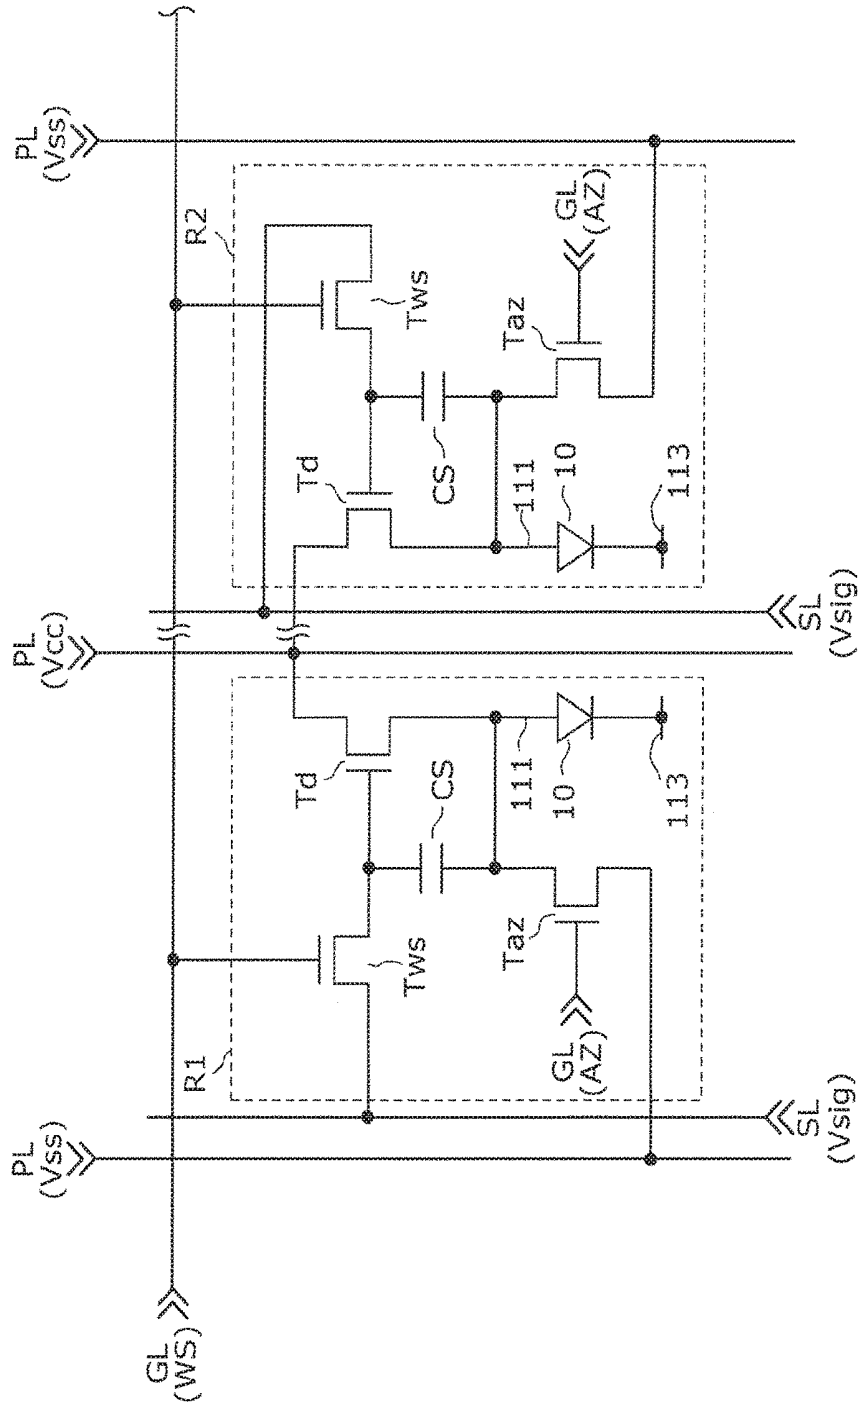 PL
(Vss)
PL
(Vcc)
PL
(Vss)
GL
(WS)
R1
R2
Tws
Td
CS
Taz
GL
(AZ)
111
10
113
Td
Tws
CS
Taz
GL
(AZ)
111
10
113
SL
(Vsig)
SL
(Vsig)